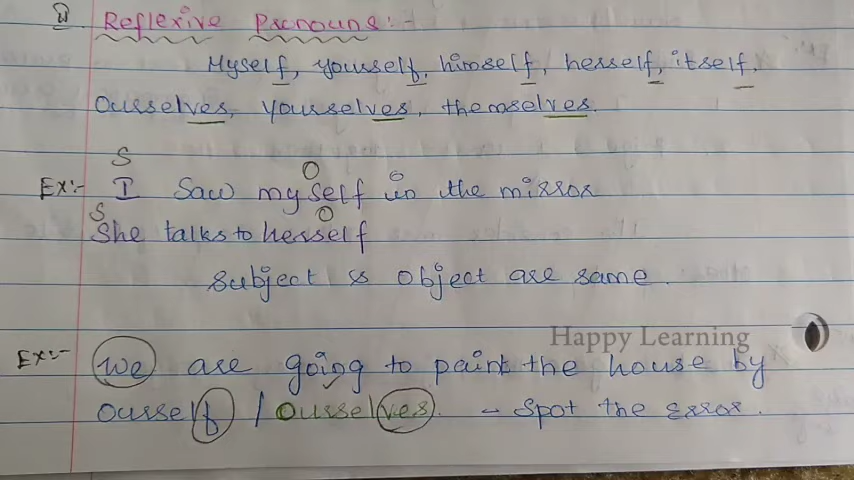 Reflexive Pronouns:-
Myself, yourself, himself, herself, itself.
Ourselves, yourselves, themselves.
S O
Ex:- I saw myself in the mirror
S O
She talks to herself
subject & object are same.
Happy Learning
Ex:- We are going to paint the house by
ourself / ourselves. - Spot the error.